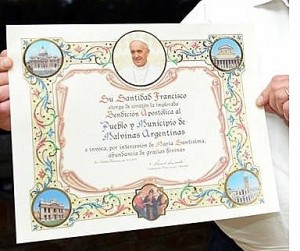 Su Santidad Francisco
otorga de corazón la implorada
Bendición Apostólica al
Pueblo y Municipio de
Malvinas Argentinas
e invoca, por intercesión de María Santísima,
abundancia de gracias divinas